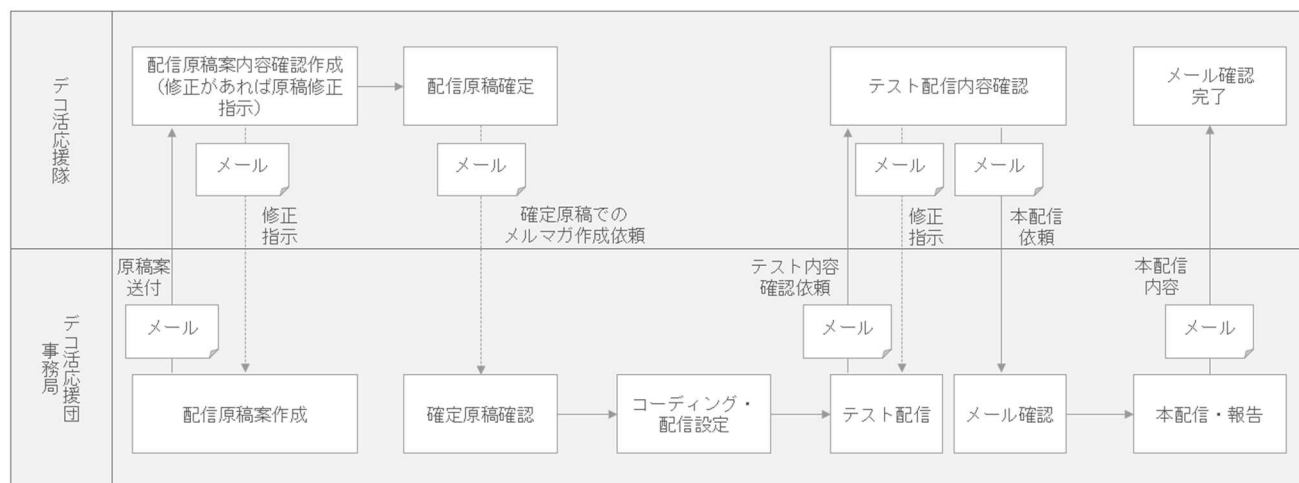 デコ活応援隊
配信原稿案内容確認作成
（修正があれば原稿修正
指示）
配信原稿確定
テスト配信内容確認
メール確認
完了
メール
メール
メール
メール
修正
指示
確定原稿での
メルマガ作成依頼
修正
指示
本配信
依頼
デコ活応援団
事務局
原稿案
送付
テスト内容
確認依頼
本配信
内容
メール
メール
メール
配信原稿案作成
確定原稿確認
コーディング・
配信設定
テスト配信
メール確認
本配信・報告